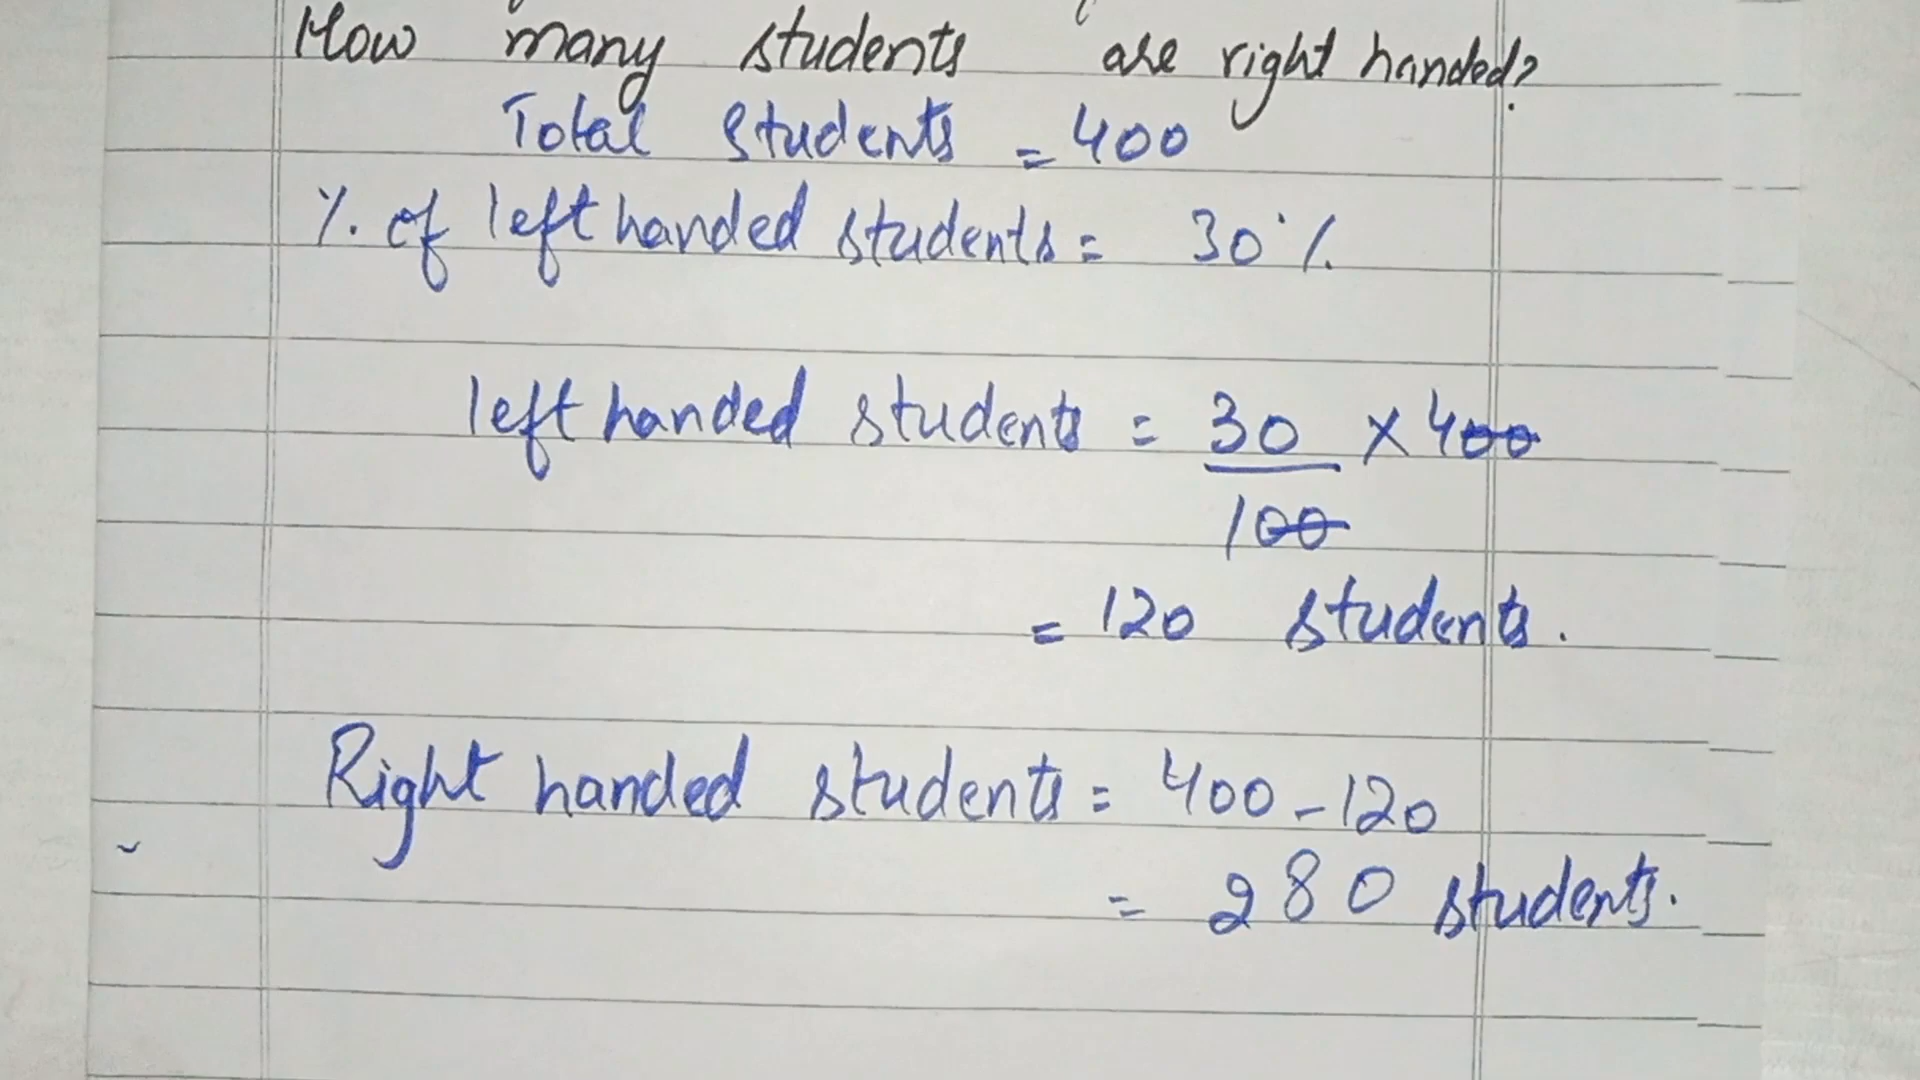 How many students are right handed?
Total students = 400
% of left handed students = 30%
left handed students = 30 × 400
100
= 120 students.
Right handed students = 400 - 120
= 280 students.